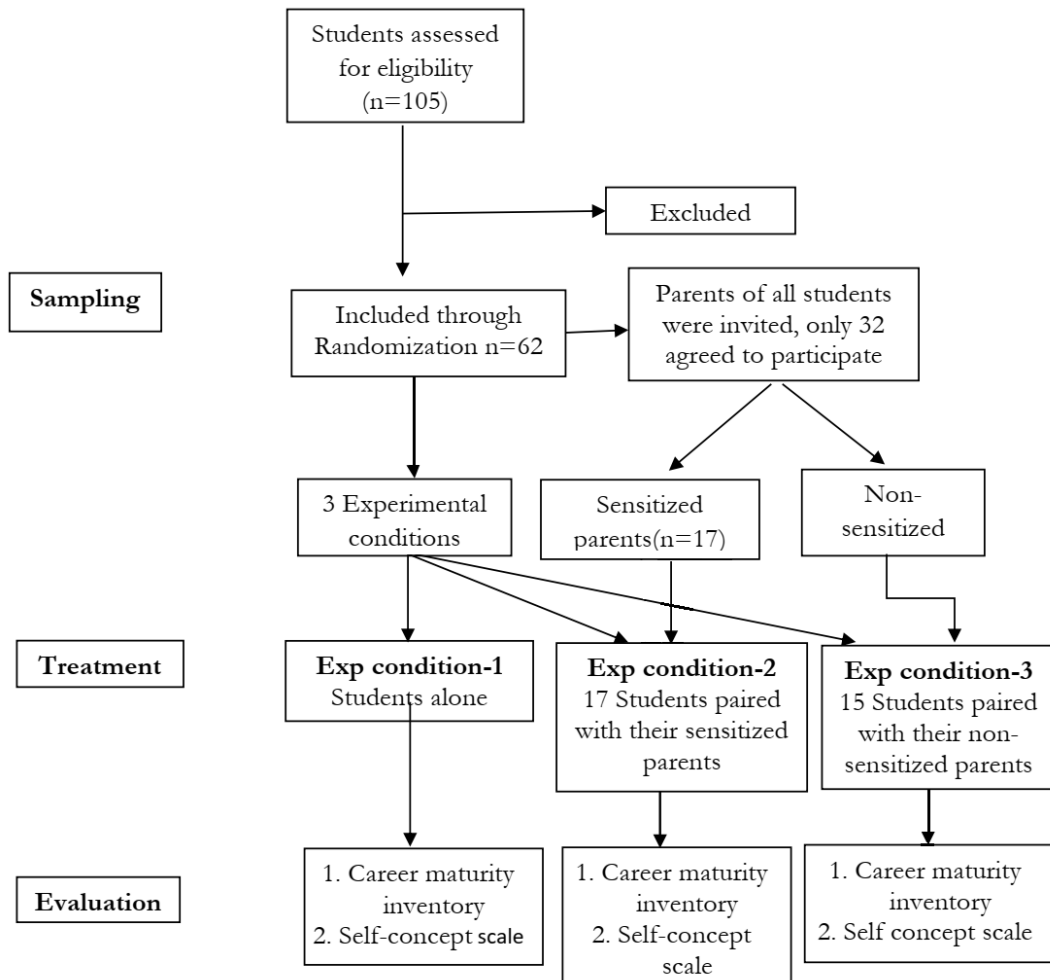 Students assessed
for eligibility
(n=105)
Excluded
Sampling
Included through
Randomization n=62
Parents of all students
were invited, only 32
agreed to participate
3 Experimental
conditions
Sensitized
parents(n=17)
Non-
sensitized
Treatment
Exp condition-1
Students alone
Exp condition-2
17 Students paired
with their sensitized
parents
Exp condition-3
15 Students paired
with their non-
sensitized parents
Evaluation
1. Career maturity
inventory
2. Self-concept scale
1. Career maturity
inventory
2. Self-concept
scale
1. Career maturity
inventory
2. Self concept scale